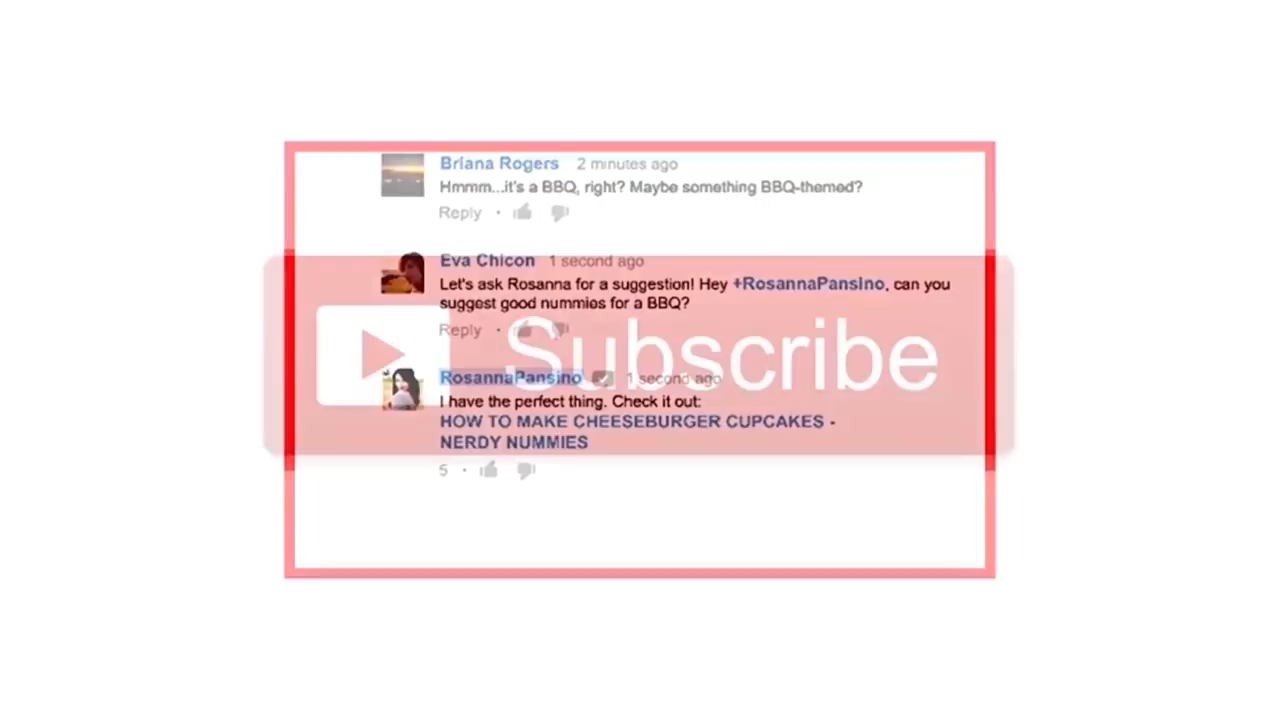 Briana Rogers 2 minutes ago
Hmmm...it's a BBQ, right? Maybe something BBQ-themed?
Reply •
Eva Chicon 1 second ago
Let's ask Rosanna for a suggestion! Hey +RosannaPansino, can you
suggest good nummies for a BBQ?
Reply •
Subscribe
RosannaPansino 1 second ago
I have the perfect thing. Check it out:
HOW TO MAKE CHEESEBURGER CUPCAKES -
NERDY NUMMIES
5 •